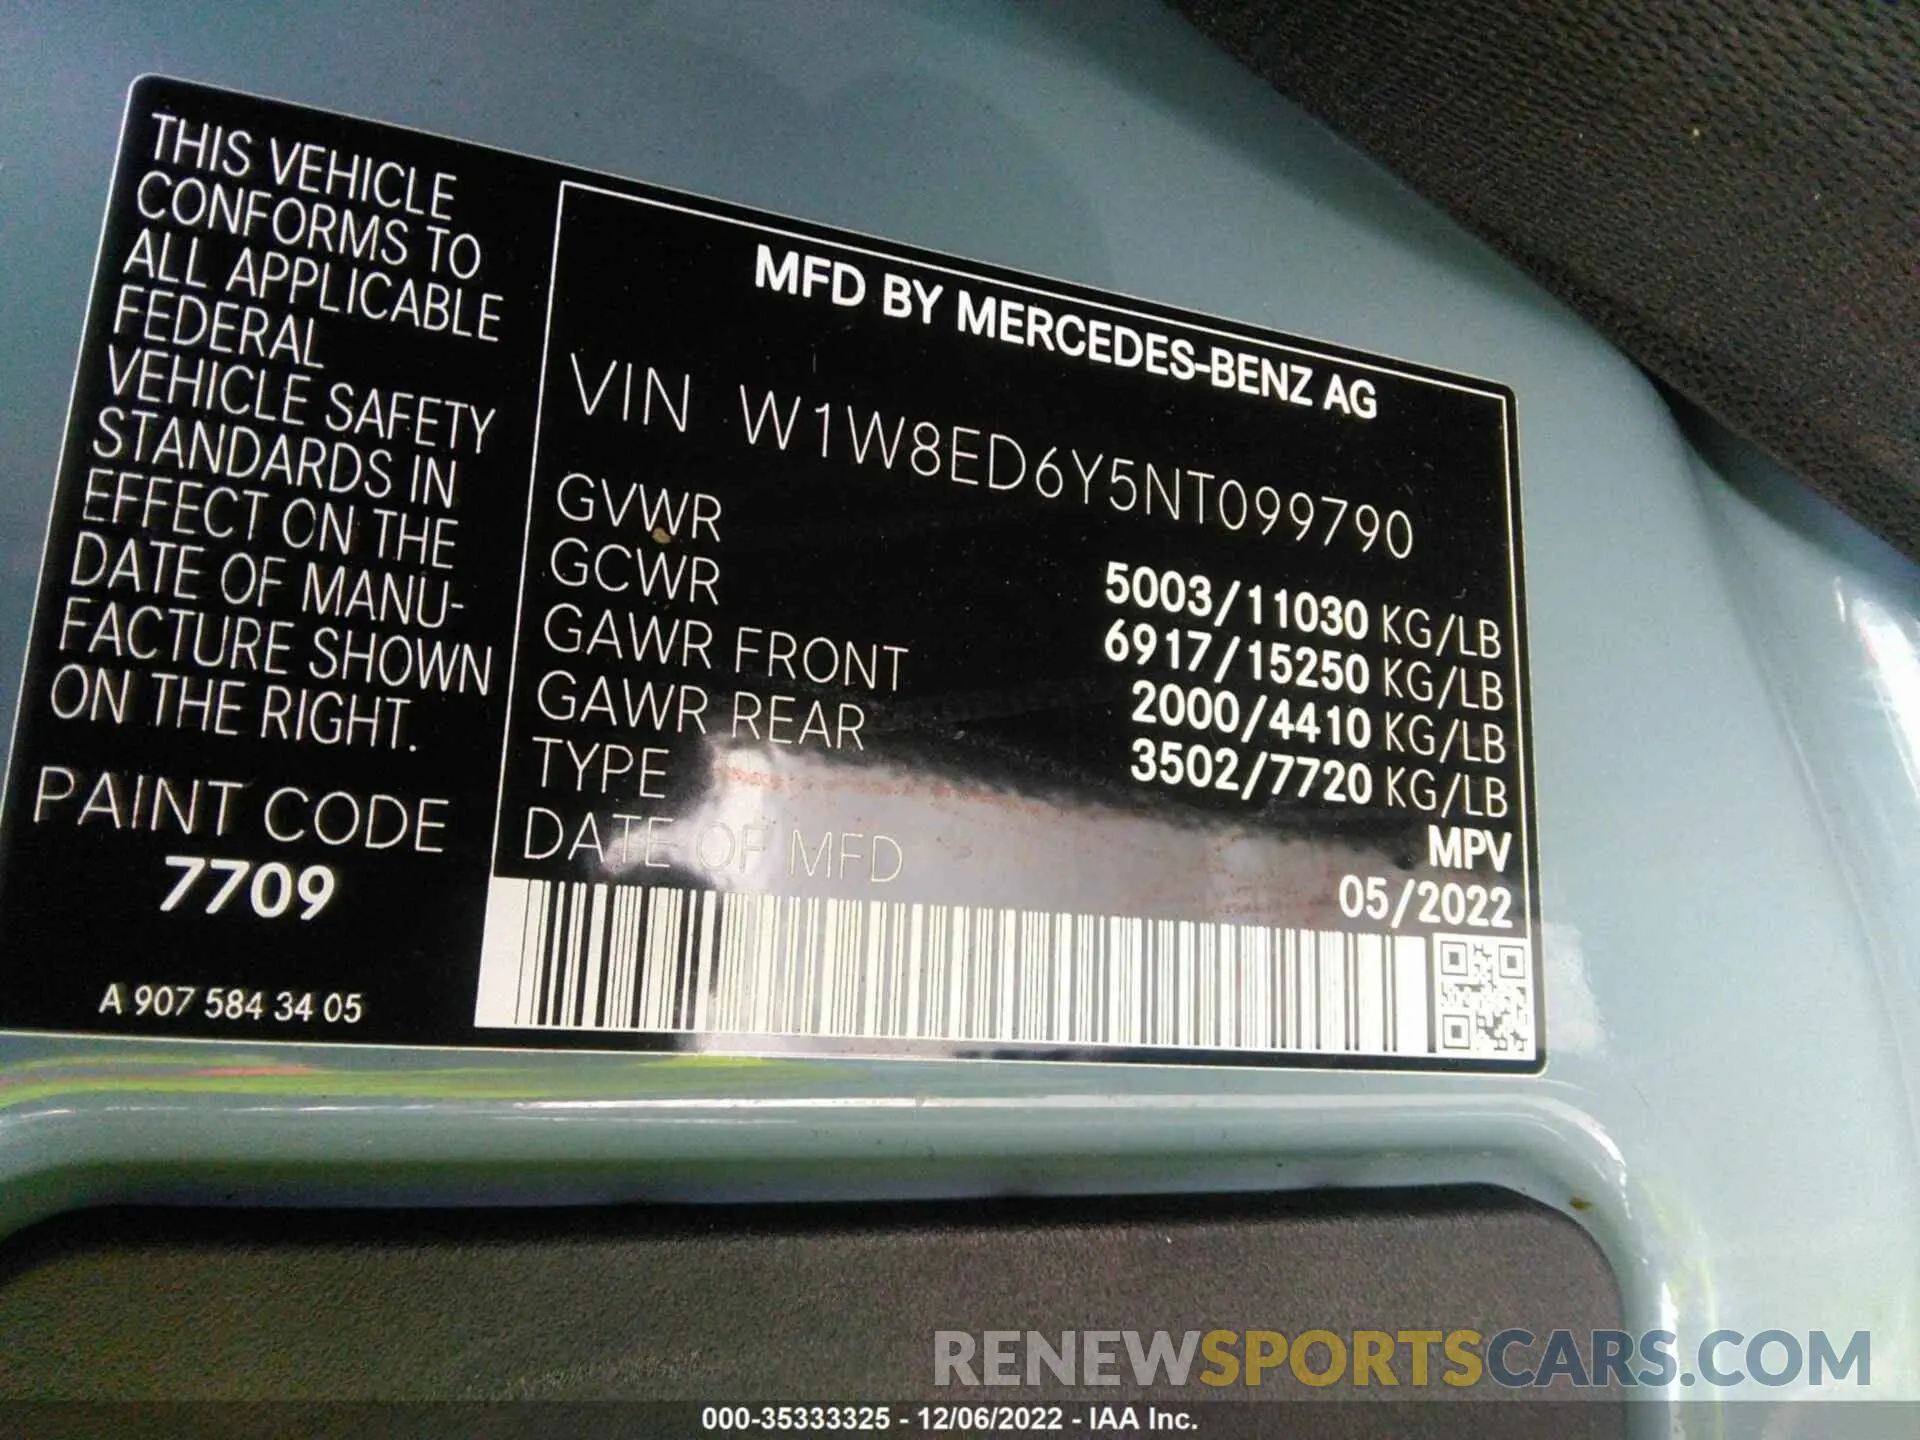 THIS VEHICLE
CONFORMS TO
ALL APPLICABLE
FEDERAL
VEHICLE SAFETY
STANDARDS IN
EFFECT ON THE
DATE OF MANU-
FACTURE SHOWN
ON THE RIGHT.
PAINT CODE
7709
A 907 584 34 05
MFD BY MERCEDES-BENZ AG
VIN W1W8ED6Y5NT099790
GVWR 5003/11030 KG/LB
GCWR 6917/15250 KG/LB
GAWR FRONT 2000/4410 KG/LB
GAWR REAR 3502/7720 KG/LB
TYPE MPV
DATE OF MFD 05/2022
RENEWSPORTSCARS.COM
000-35333325 - 12/06/2022 - IAA Inc.